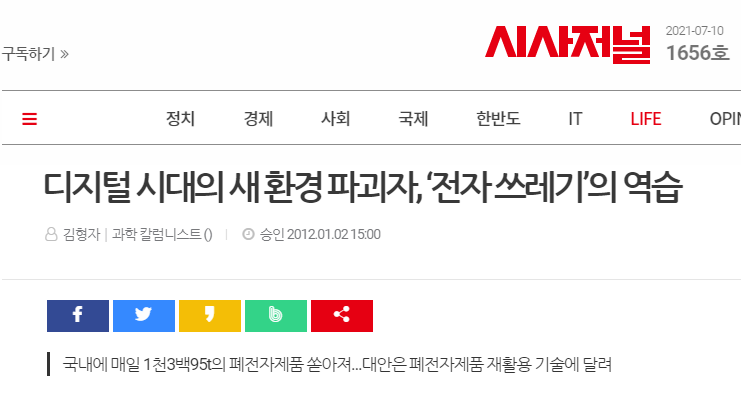 구독하기 »
시사저널
2021-07-10
1656호
정치 경제 사회 국제 한반도 IT LIFE OPIN
디지털 시대의 새 환경 파괴자, ‘전자 쓰레기’의 역습
김형자 | 과학 칼럼니스트 () | 승인 2012.01.02 15:00
국내에 매일 1천3백95t의 폐전자제품 쏟아져…대안은 폐전자제품 재활용 기술에 달려